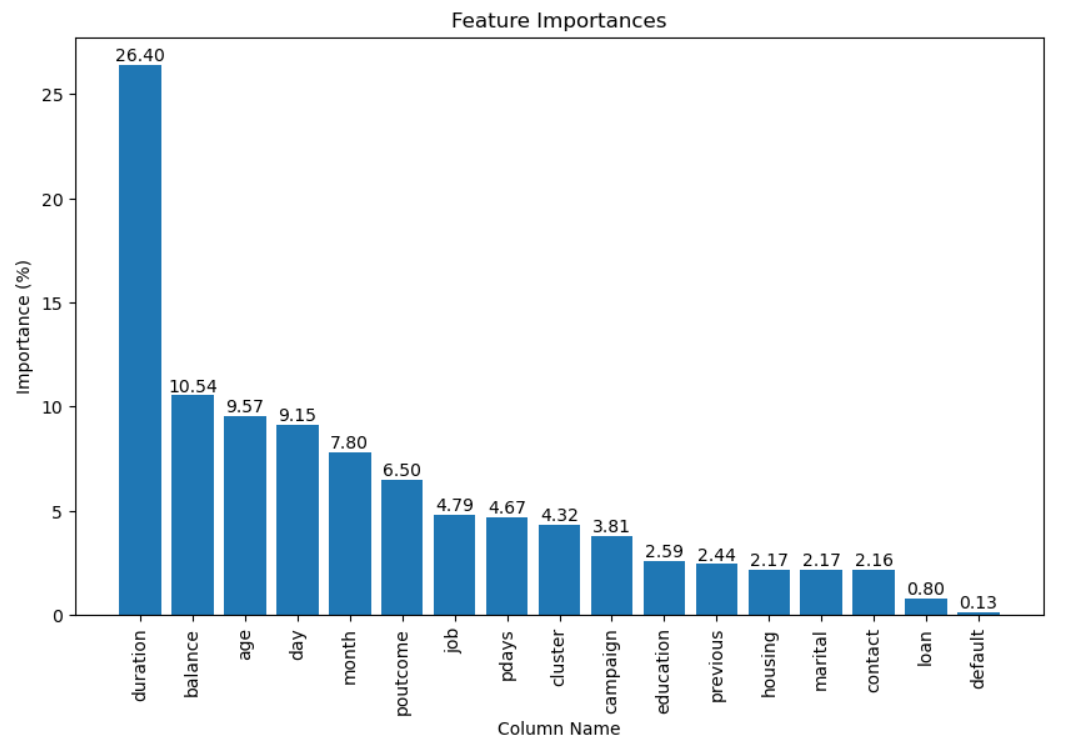 Feature Importances
Importance (%)
25
20
15
10
5
0
26.40
10.54
9.57
9.15
7.80
6.50
4.79
4.67
4.32
3.81
2.59
2.44
2.17
2.17
2.16
0.80
0.13
duration
balance
age
day
month
poutcome
job
pdays
cluster
campaign
education
previous
housing
marital
contact
loan
default
Column Name